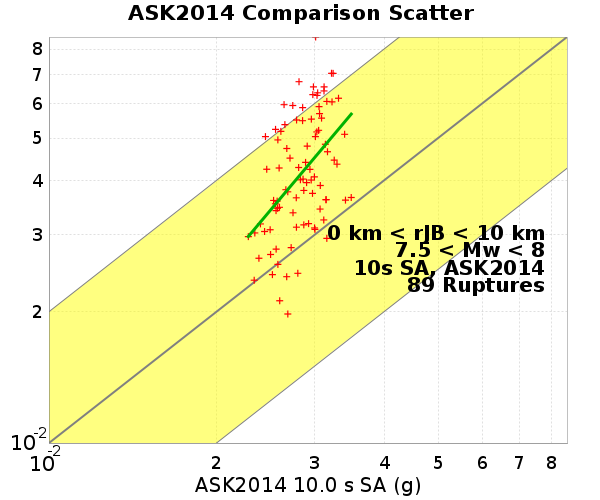 ASK2014 Comparison Scatter
8
7
6
5
4
3
2
10-2
10-2
2
3
4
5
6
7
8
0 km < rJB < 10 km
7.5 < Mw < 8
10s SA, ASK2014
89 Ruptures
ASK2014 10.0 s SA (g)